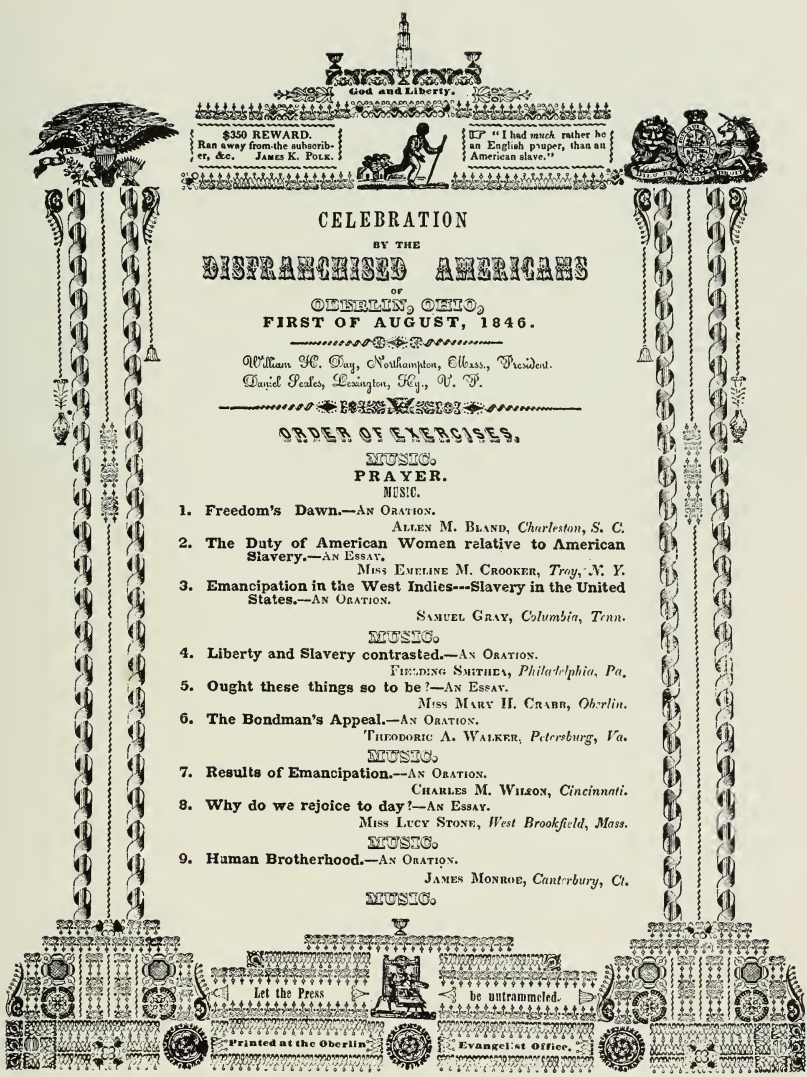 God and Liberty.
$350 REWARD.
Ran away from the subscrib-
er, &c. JAMES K. POLK.
☞ "I had much rather be
an English pauper, than an
American slave."
CELEBRATION
BY THE
DISFRANCHISED AMERICANS
OF
OBERLIN, OHIO,
FIRST OF AUGUST, 1846.
William H. Day, Northampton, Mass., President.
Daniel Seales, Lexington, Ky., V. P.
ORDER OF EXERCISES,
MUSIC.
PRAYER.
MUSIC.
1. Freedom's Dawn.—AN ORATION.
ALLEN M. BLAND, Charleston, S. C.
2. The Duty of American Women relative to American
Slavery.—AN ESSAY.
MISS EMELINE M. CROOKER, Troy, N. Y.
3. Emancipation in the West Indies---Slavery in the United
States.—AN ORATION.
SAMUEL GRAY, Columbia, Tenn.
MUSIC.
4. Liberty and Slavery contrasted.—AN ORATION.
FIELDING SMITHEA, Philadelphia, Pa.
5. Ought these things so to be?—AN ESSAY.
MISS MARY H. CRABB, Oberlin.
6. The Bondman's Appeal.—AN ORATION.
THEODORIC A. WALKER, Petersburg, Va.
MUSIC.
7. Results of Emancipation.—AN ORATION.
CHARLES M. WILSON, Cincinnati.
8. Why do we rejoice to day?—AN ESSAY.
MISS LUCY STONE, West Brookfield, Mass.
MUSIC.
9. Human Brotherhood.—AN ORATION.
JAMES MONROE, Canterbury, Ct.
MUSIC.
Let the Press be untrammeled.
Printed at the Oberlin Evangelist Office.